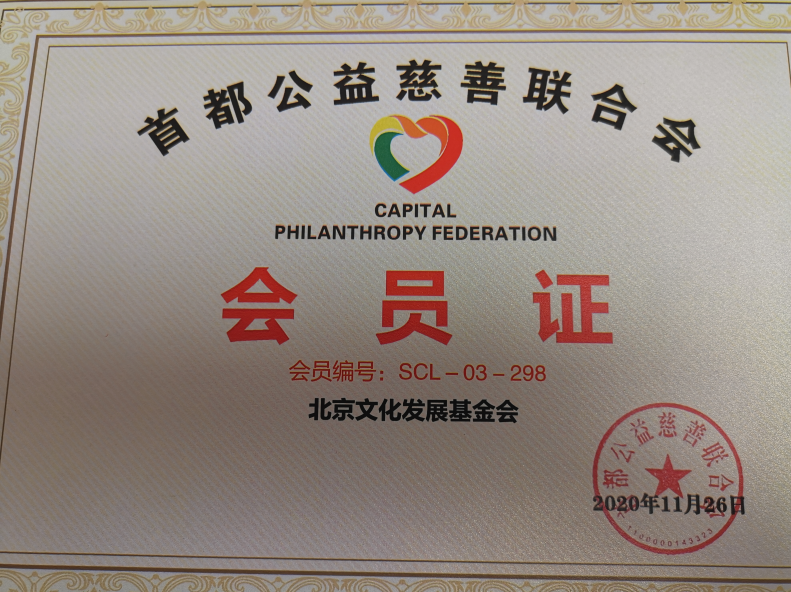 首都公益慈善联合会
CAPITAL
PHILANTHROPY FEDERATION
会员证
会员编号：SCL－03－298
北京文化发展基金会
首都公益慈善联合会
2020年11月26日
1100000143323